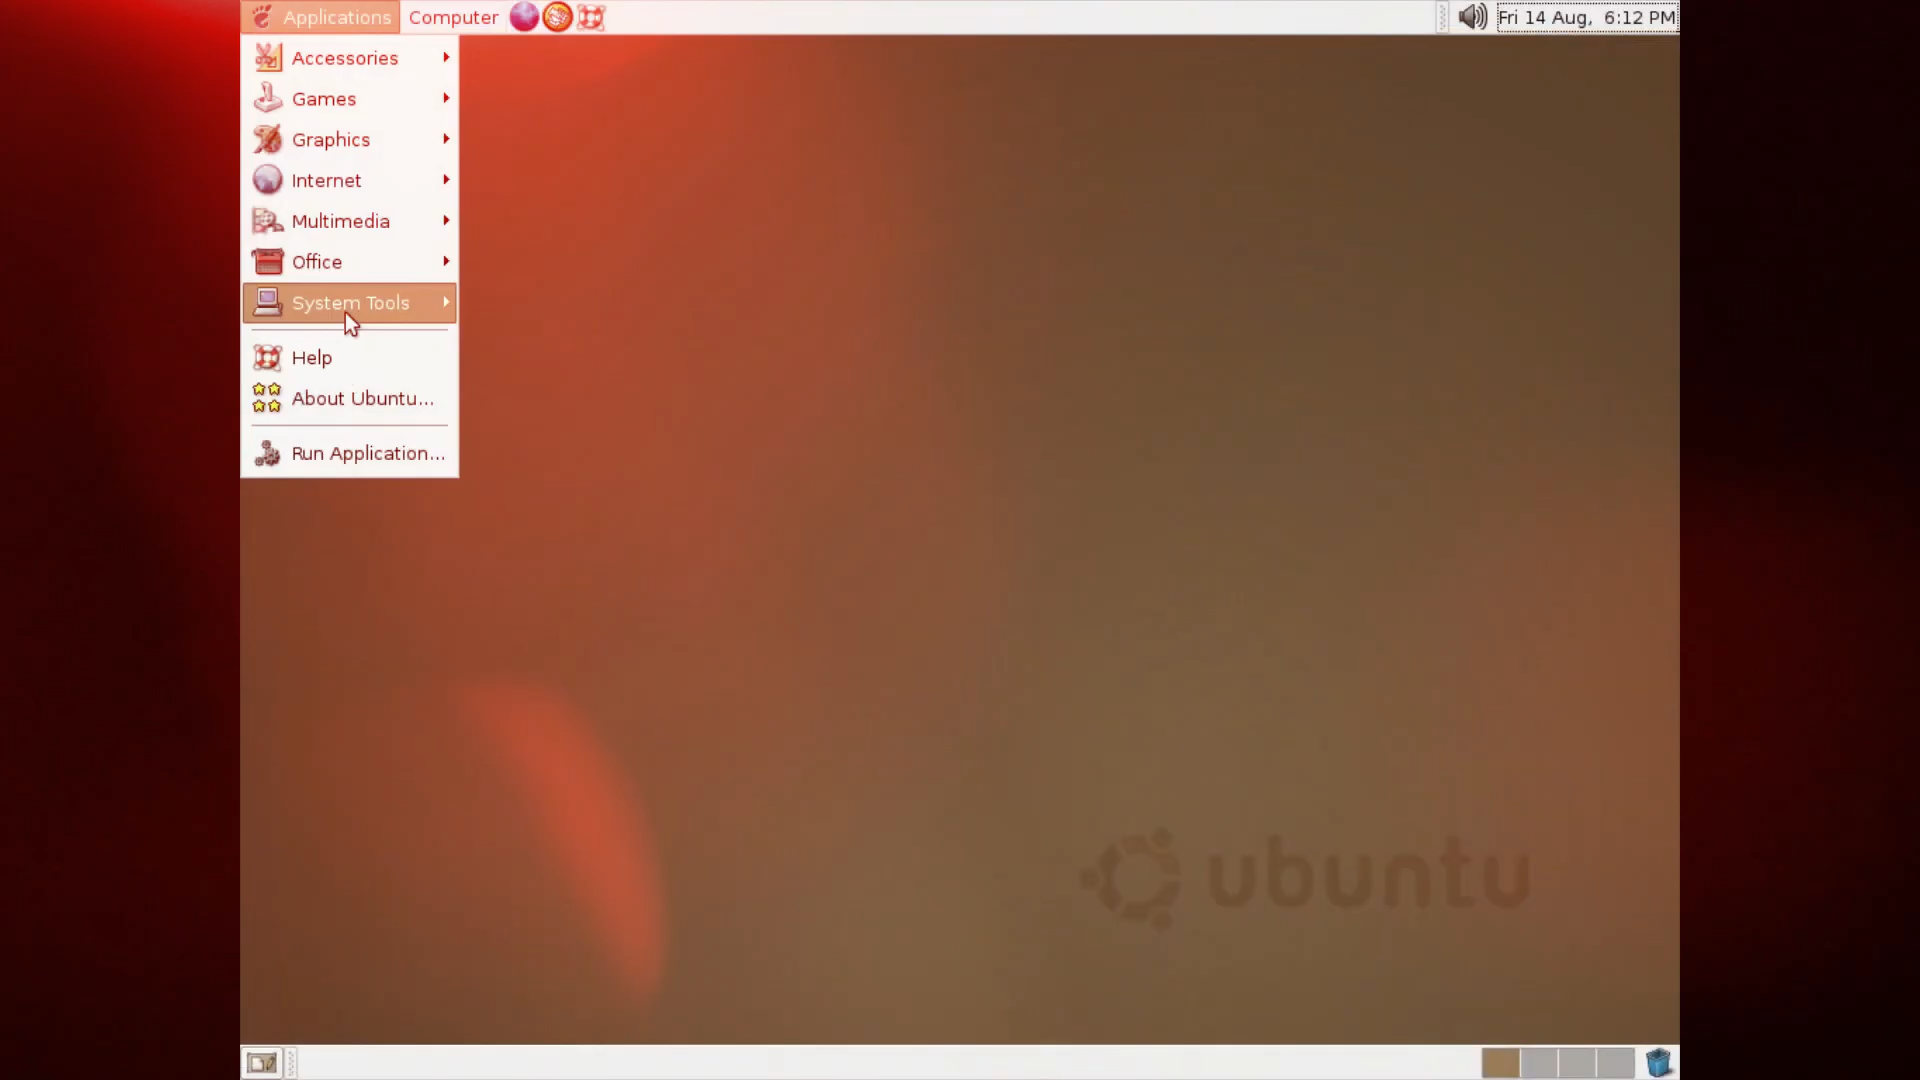 Applications Computer Fri 14 Aug, 6:12 PM
Accessories
Games
Graphics
Internet
Multimedia
Office
System Tools
Help
About Ubuntu...
Run Application...
ubuntu